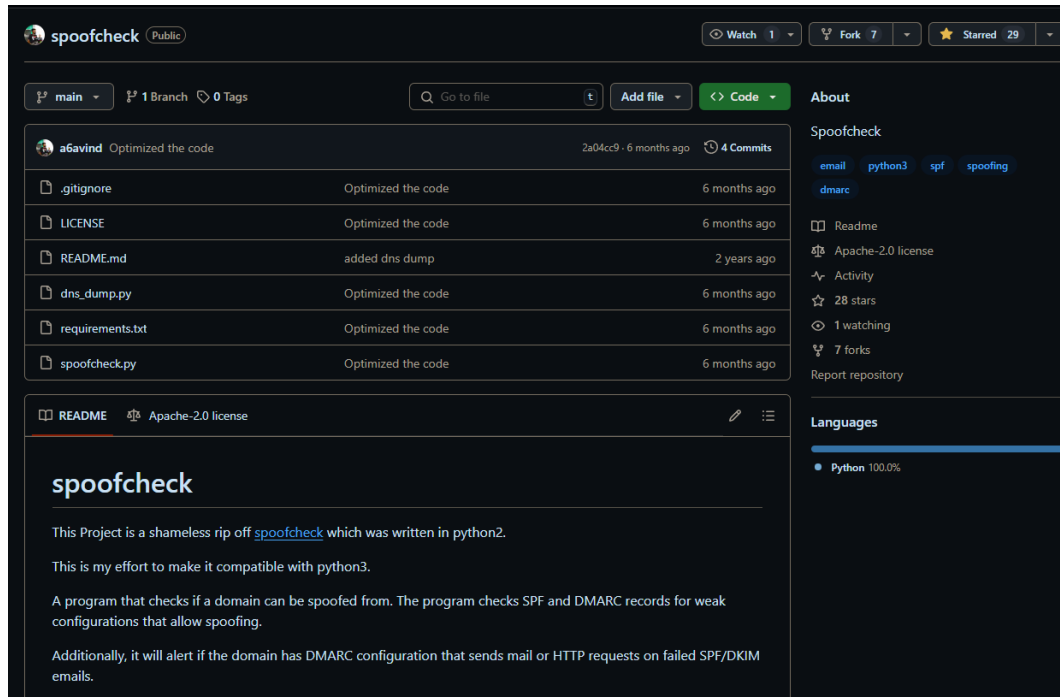 spoofcheck Public
Watch 1 Fork 7 Starred 29
main 1 Branch 0 Tags Go to file t Add file Code
a6avind Optimized the code 2a04cc9 · 6 months ago 4 Commits
.gitignore Optimized the code 6 months ago
LICENSE Optimized the code 6 months ago
README.md added dns dump 2 years ago
dns_dump.py Optimized the code 6 months ago
requirements.txt Optimized the code 6 months ago
spoofcheck.py Optimized the code 6 months ago
README Apache-2.0 license
spoofcheck
This Project is a shameless rip off spoofcheck which was written in python2.
This is my effort to make it compatible with python3.
A program that checks if a domain can be spoofed from. The program checks SPF and DMARC records for weak
configurations that allow spoofing.
Additionally, it will alert if the domain has DMARC configuration that sends mail or HTTP requests on failed SPF/DKIM
emails.
About
Spoofcheck
email python3 spf spoofing
dmarc
Readme
Apache-2.0 license
Activity
28 stars
1 watching
7 forks
Report repository
Languages
Python 100.0%